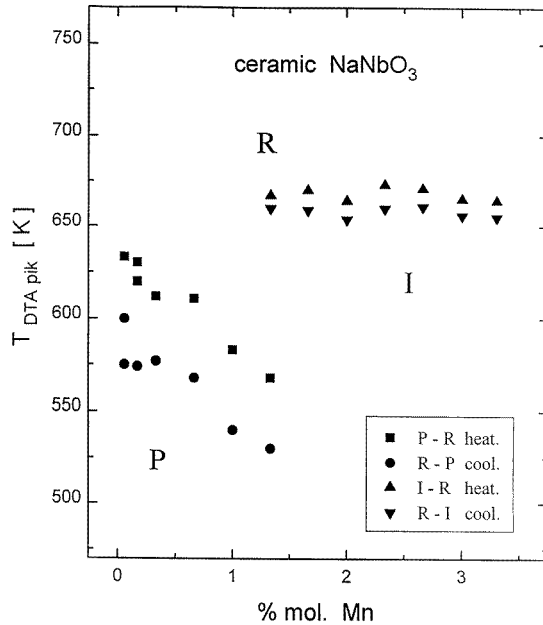 750
700
650
600
550
500
T DTA pik [ K ]
ceramic NaNbO3
R
I
P
P - R heat.
R - P cool.
I - R heat.
R - I cool.
0 1 2 3
% mol. Mn